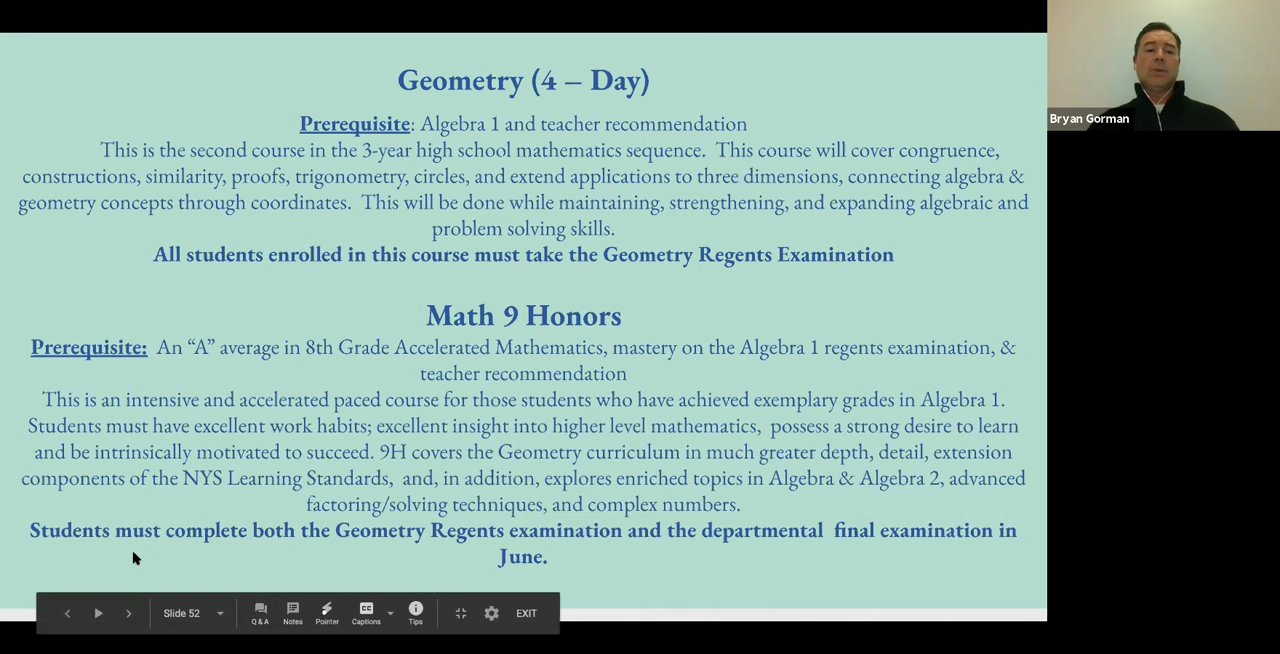 Geometry (4 – Day)
Prerequisite: Algebra 1 and teacher recommendation
This is the second course in the 3-year high school mathematics sequence.  This course will cover congruence,
constructions, similarity, proofs, trigonometry, circles, and extend applications to three dimensions, connecting algebra &
geometry concepts through coordinates.  This will be done while maintaining, strengthening, and expanding algebraic and
problem solving skills.
All students enrolled in this course must take the Geometry Regents Examination
Math 9 Honors
Prerequisite:  An “A” average in 8th Grade Accelerated Mathematics, mastery on the Algebra 1 regents examination, &
teacher recommendation
This is an intensive and accelerated paced course for those students who have achieved exemplary grades in Algebra 1.
Students must have excellent work habits; excellent insight into higher level mathematics,  possess a strong desire to learn
and be intrinsically motivated to succeed. 9H covers the Geometry curriculum in much greater depth, detail, extension
components of the NYS Learning Standards,  and, in addition, explores enriched topics in Algebra & Algebra 2, advanced
factoring/solving techniques, and complex numbers.
Students must complete both the Geometry Regents examination and the departmental  final examination in
June.
Bryan Gorman
Slide 52
Q & A
Notes
Pointer
CC
Captions
Tips
EXIT